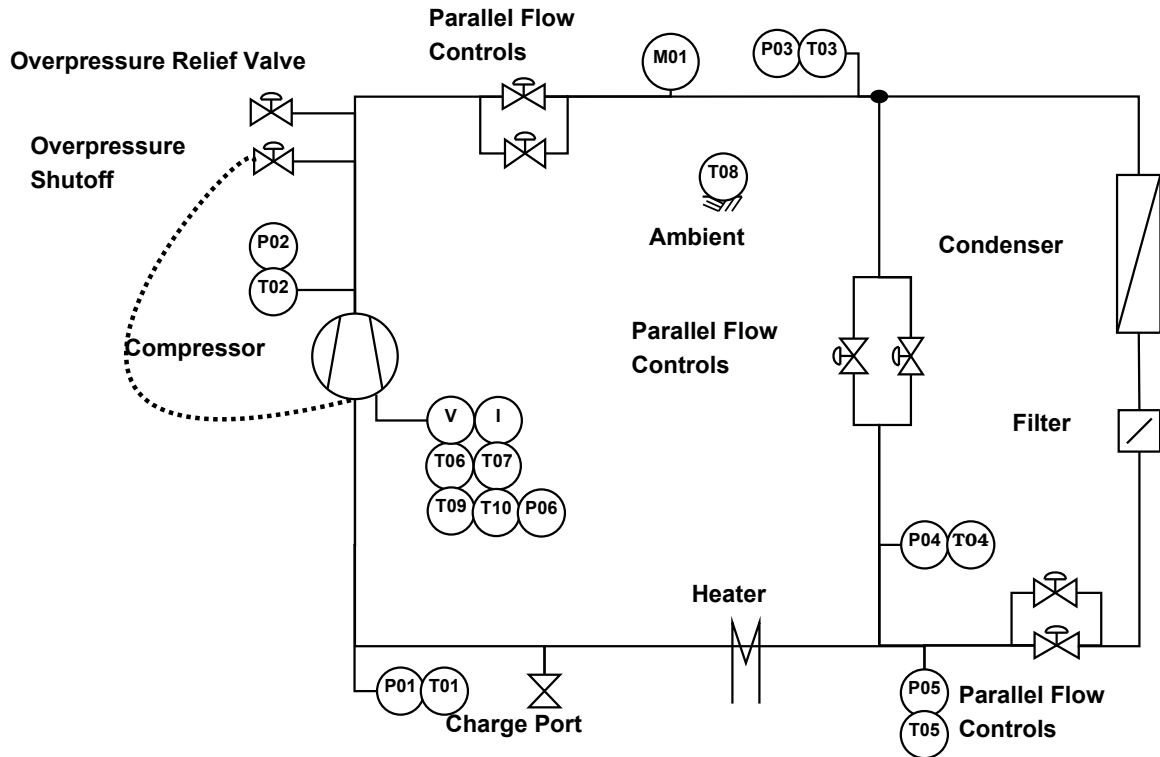 Parallel Flow
Controls
Overpressure Relief Valve
M01
P03 T03
Overpressure
Shutoff
T08
Ambient
P02
T02
Condenser
Compressor
Parallel Flow
Controls
V I
Filter
T06 T07
T09 T10 P06
P04 TO4
Heater
P01 T01
Charge Port
P05
T05
Parallel Flow
Controls